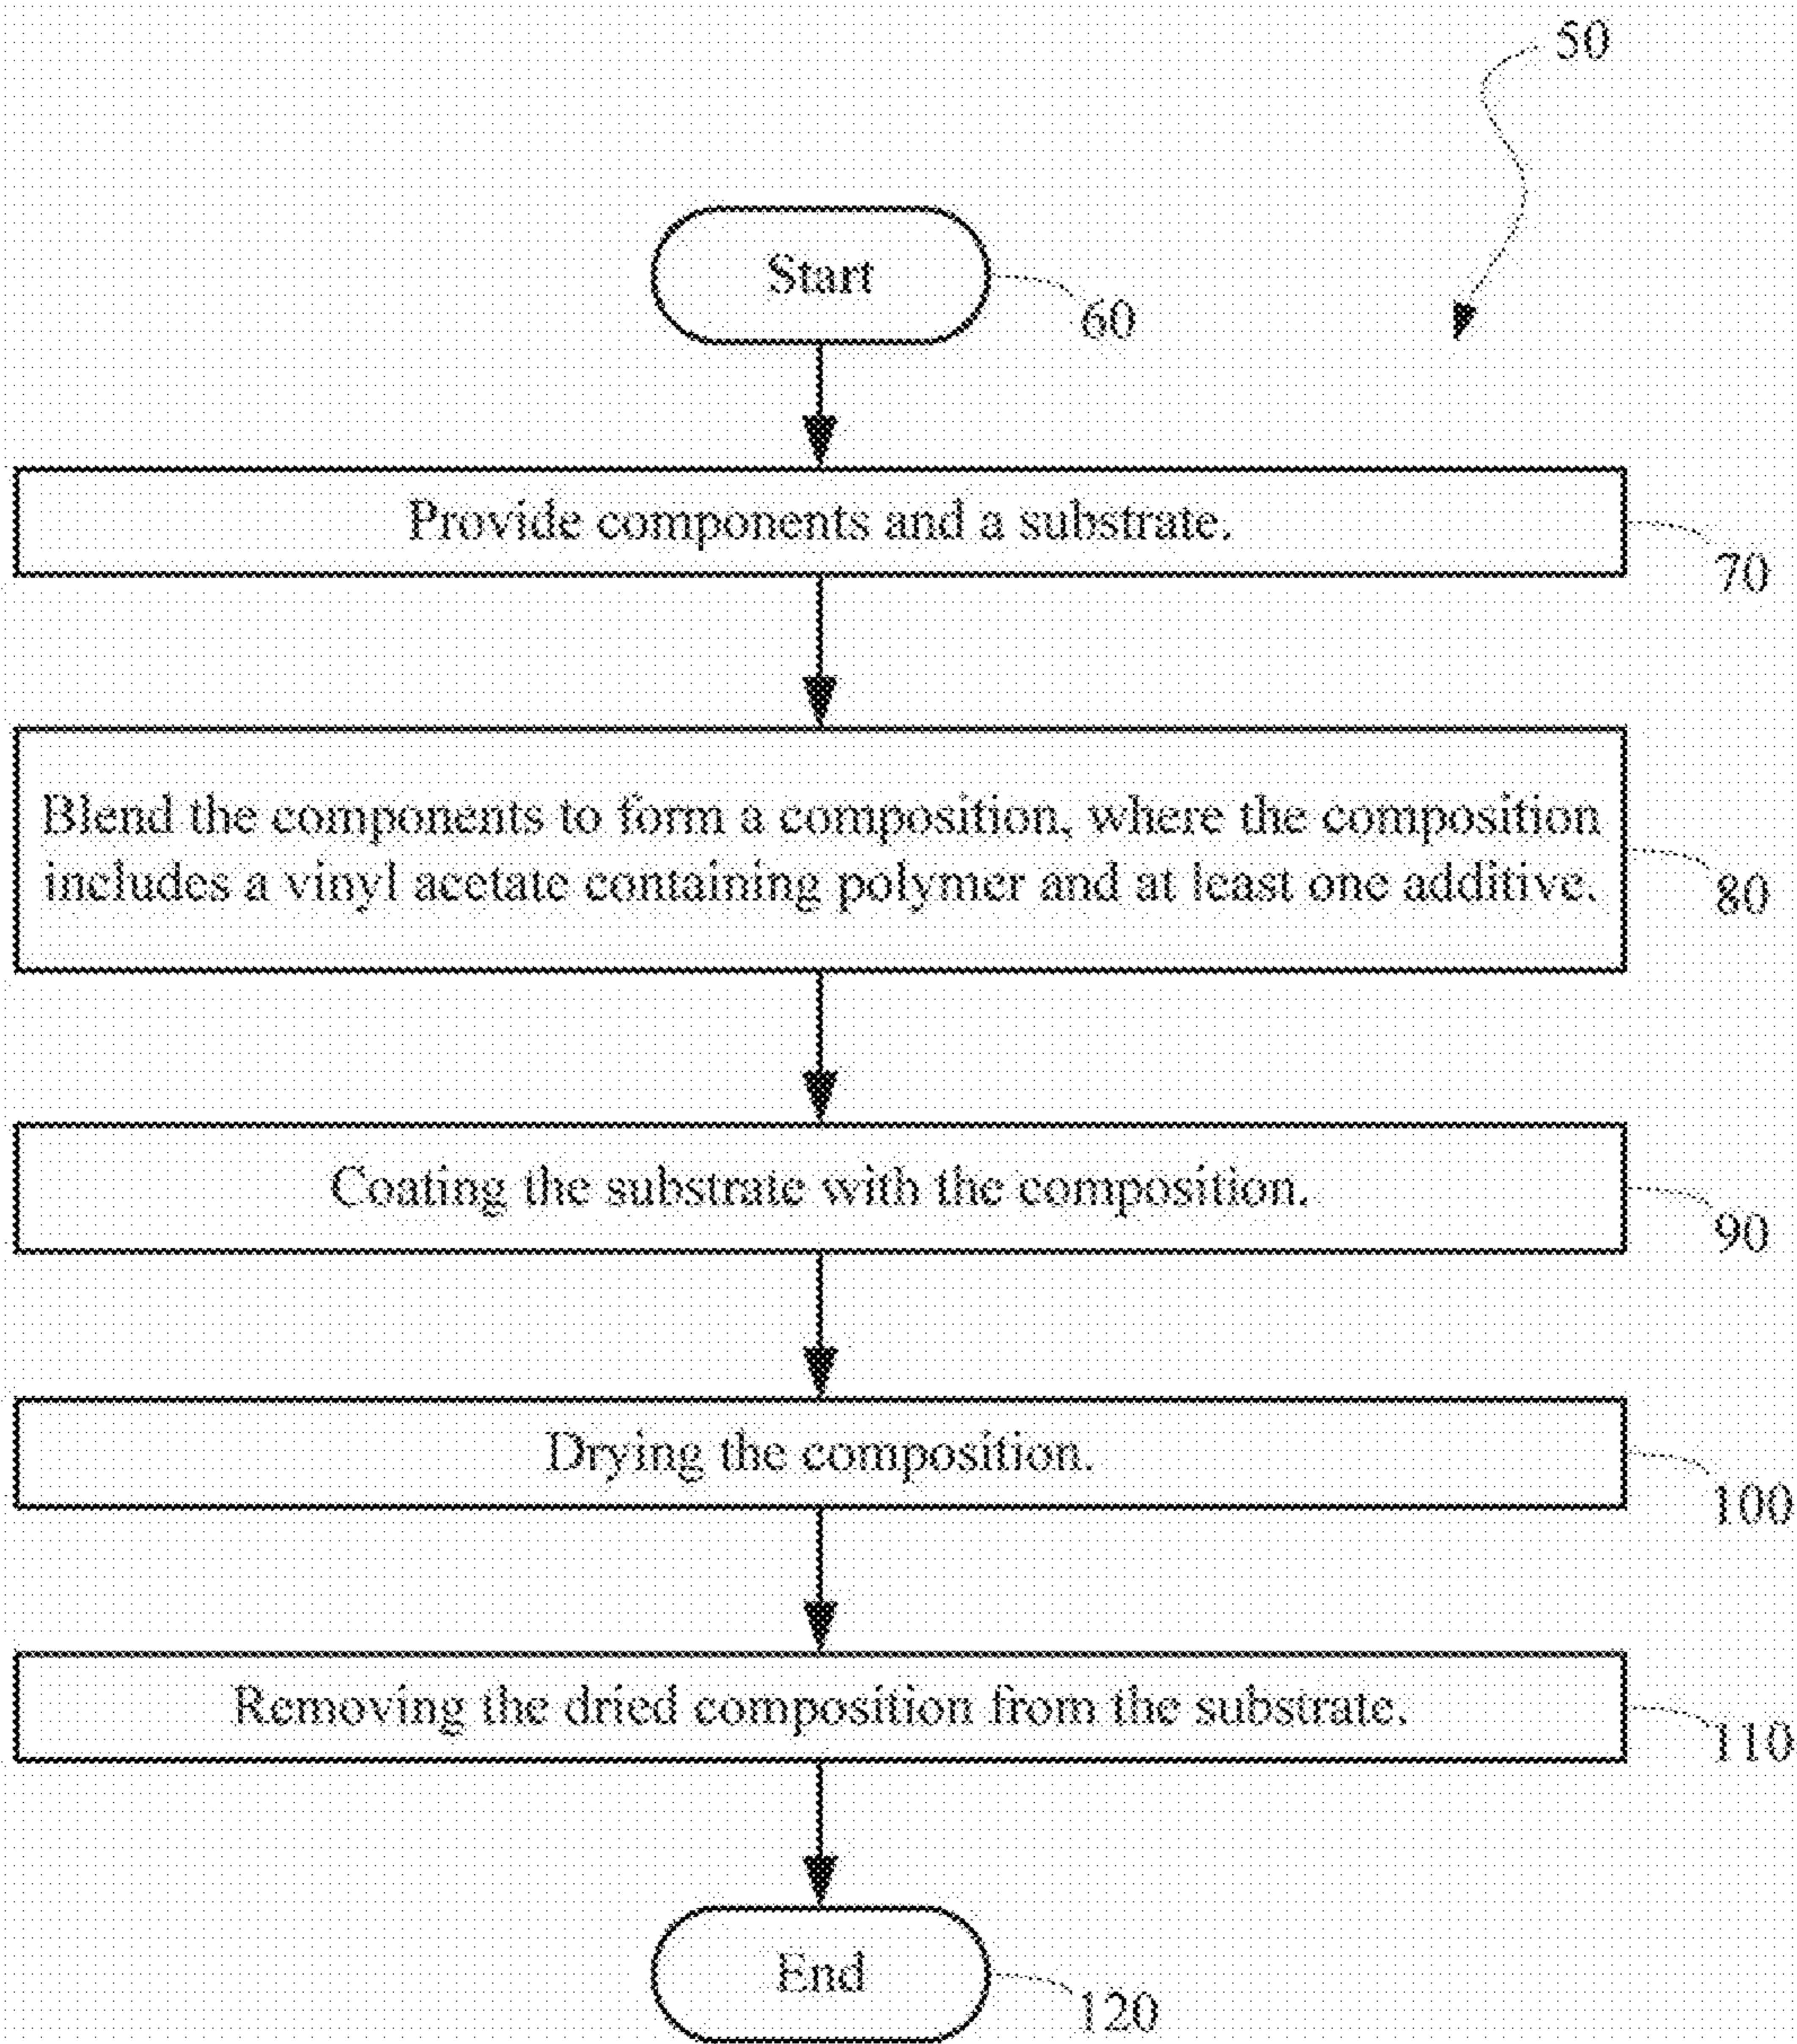 50
Start
60
Provide components and a substrate.
70
Blend the components to form a composition, where the composition
includes a vinyl acetate containing polymer and at least one additive.
80
Coating the substrate with the composition.
90
Drying the composition.
100
Removing the dried composition from the substrate.
110
End
120